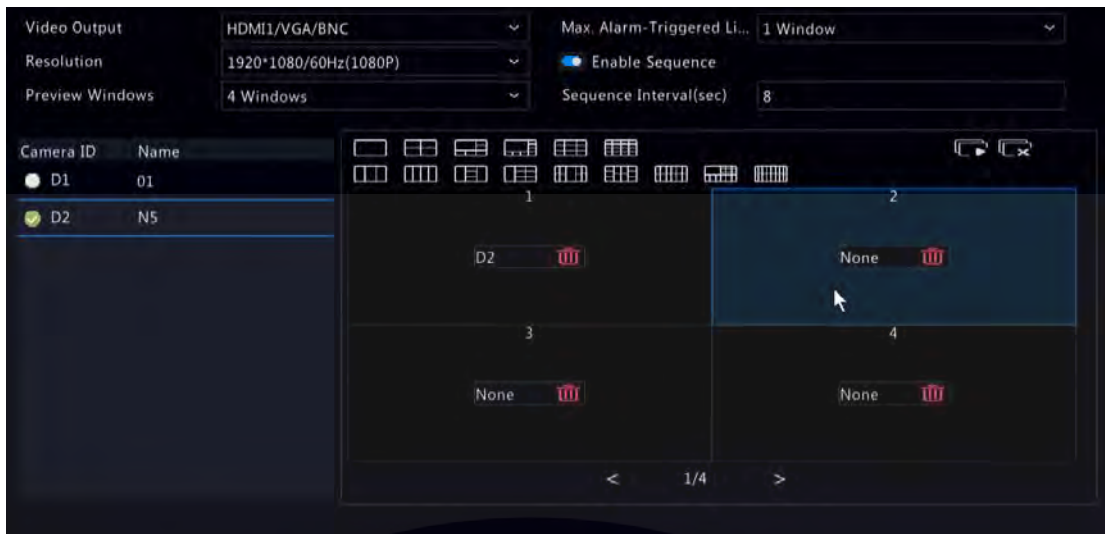 Video Output HDMI1/VGA/BNC Max. Alarm-Triggered Li... 1 Window
Resolution 1920*1080/60Hz(1080P) Enable Sequence
Preview Windows 4 Windows Sequence Interval(sec) 8
Camera ID Name
D1 01
D2 N5
1 2
D2 None
3 4
None None
< 1/4 >